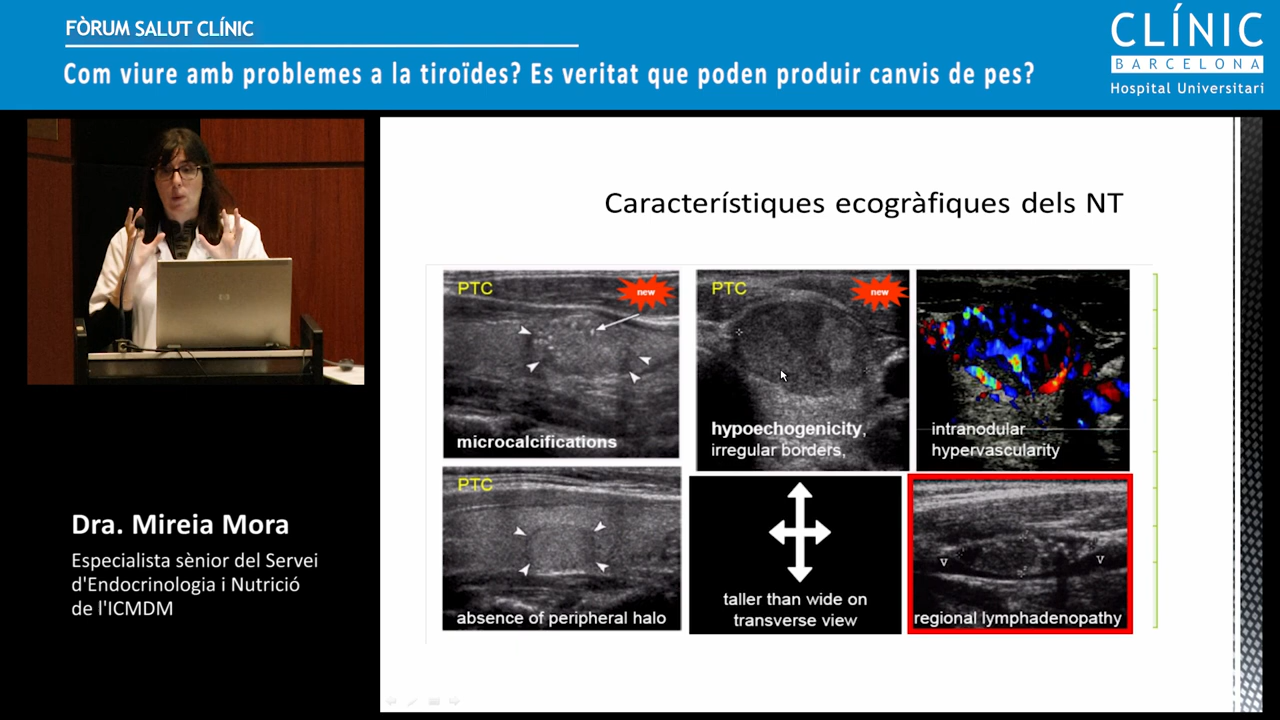 FÒRUM SALUT CLÍNIC
Com viure amb problemes a la tiroïdes? Es veritat que poden produir canvis de pes?
CLÍNIC
BARCELONA
Hospital Universitari
Característiques ecogràfiques dels NT
PTC
new
microcalcifications
PTC
new
hypoechogenicity,
irregular borders,
intranodular
hypervascularity
PTC
absence of peripheral halo
taller than wide on
transverse view
regional lymphadenopathy
Dra. Mireia Mora
Especialista sènior del Servei
d'Endocrinologia i Nutrició
de l'ICMDM
hp